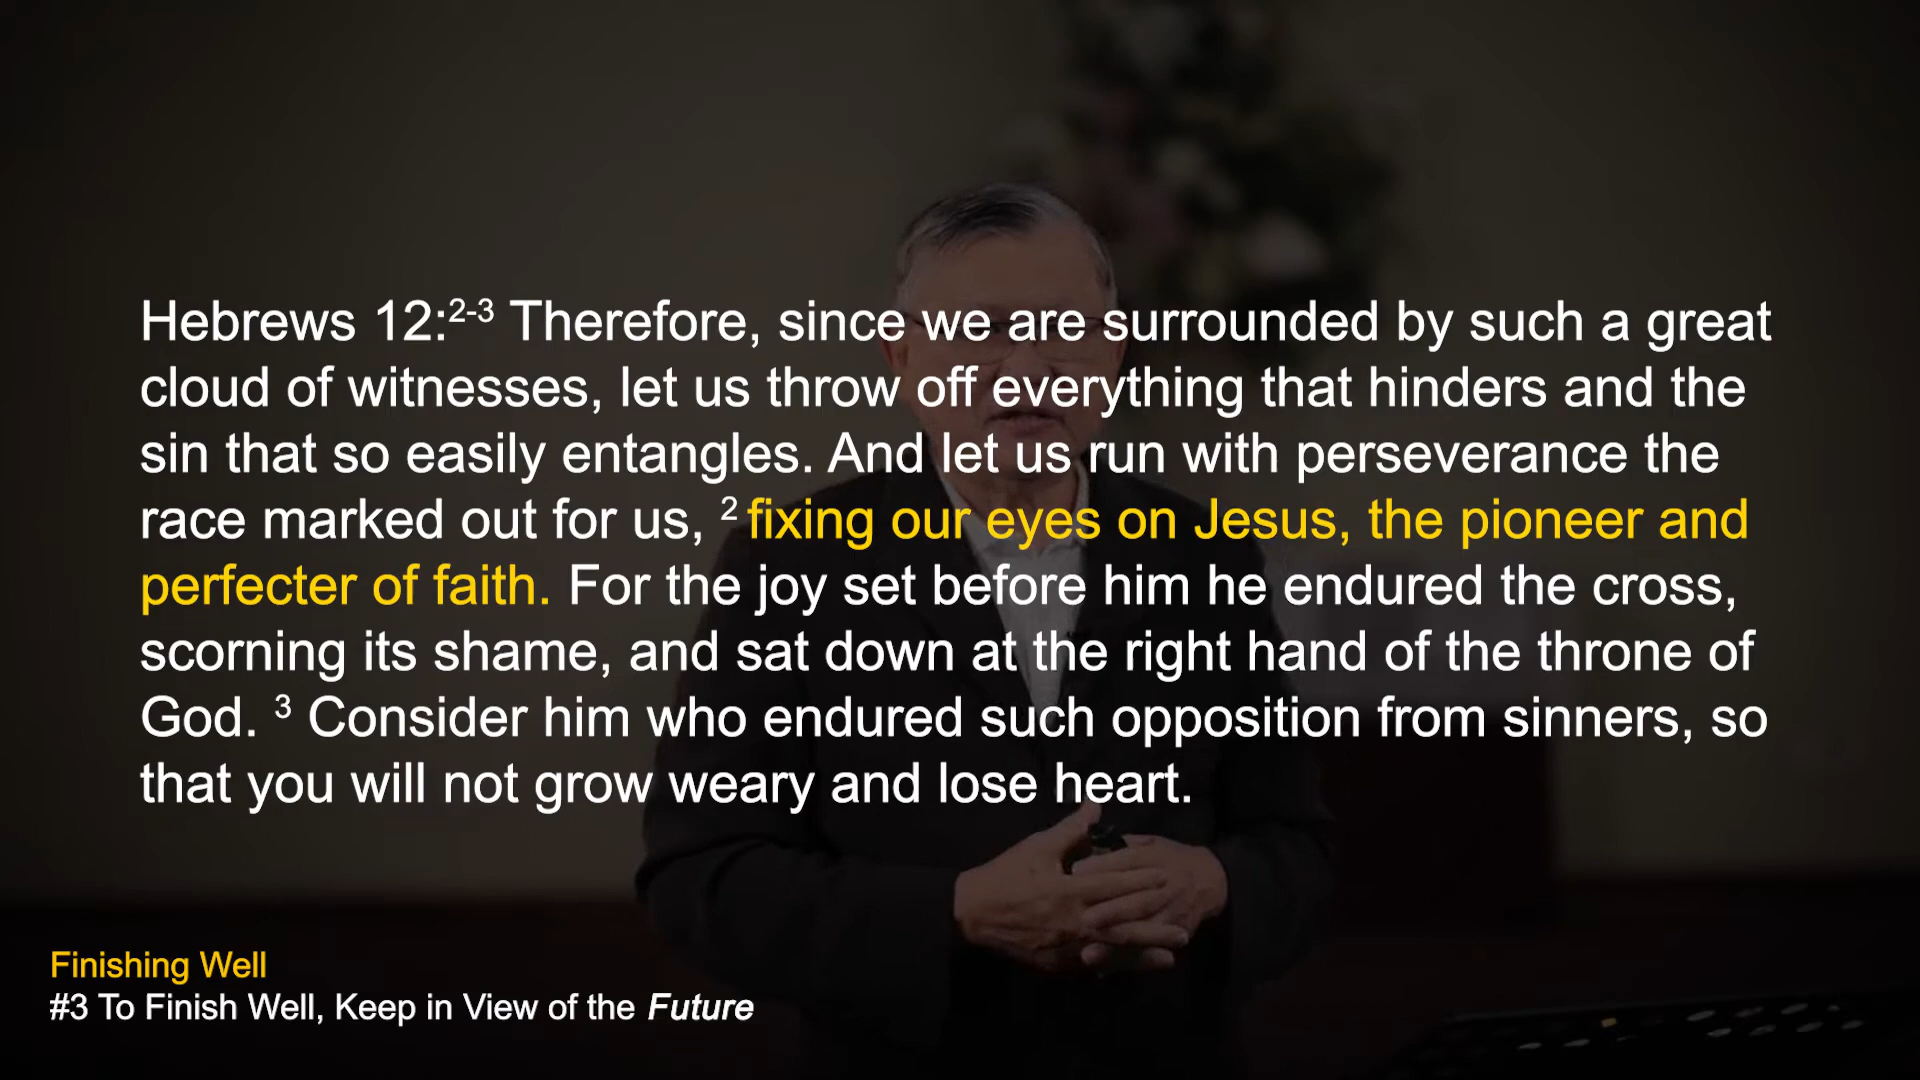 Hebrews 12:2-3 Therefore, since we are surrounded by such a great
cloud of witnesses, let us throw off everything that hinders and the
sin that so easily entangles. And let us run with perseverance the
race marked out for us, 2 fixing our eyes on Jesus, the pioneer and
perfecter of faith. For the joy set before him he endured the cross,
scorning its shame, and sat down at the right hand of the throne of
God. 3 Consider him who endured such opposition from sinners, so
that you will not grow weary and lose heart.
Finishing Well
#3 To Finish Well, Keep in View of the Future